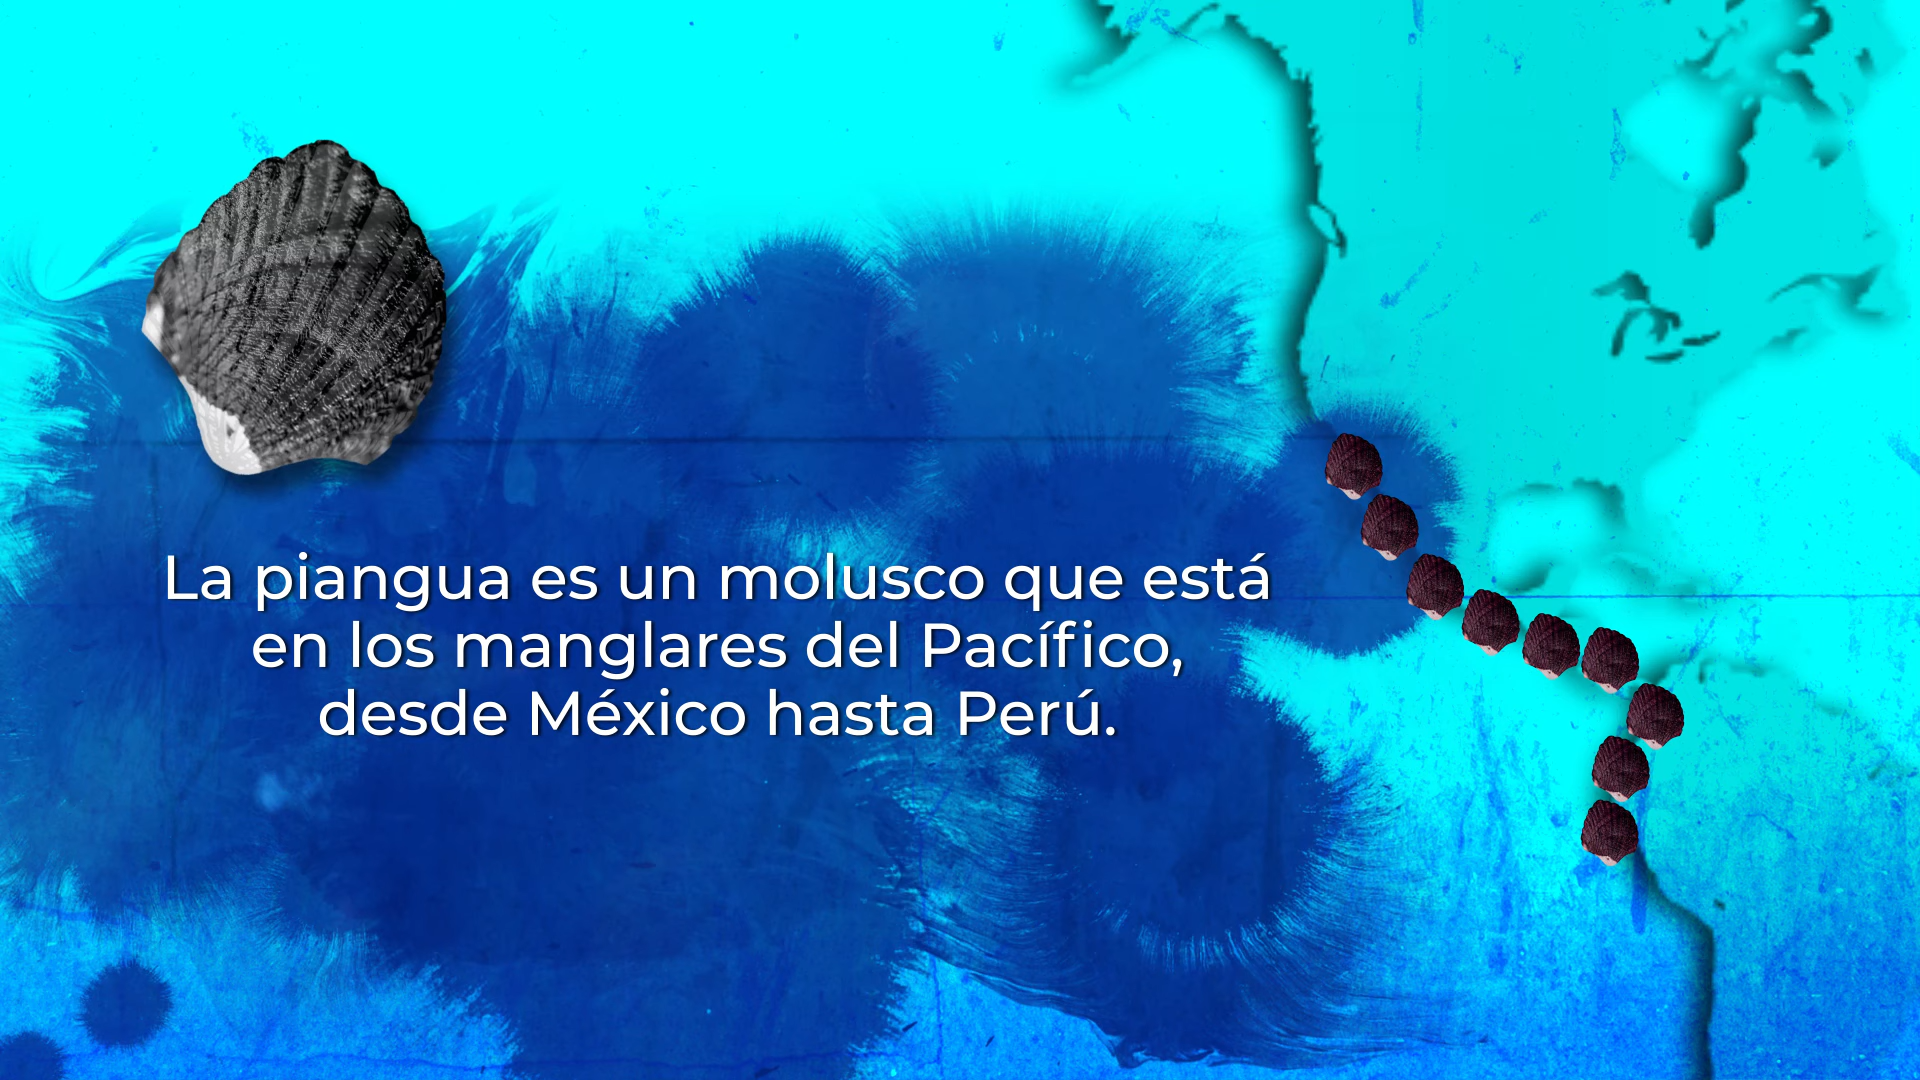 La piangua es un molusco que está
en los manglares del Pacífico,
desde México hasta Perú.